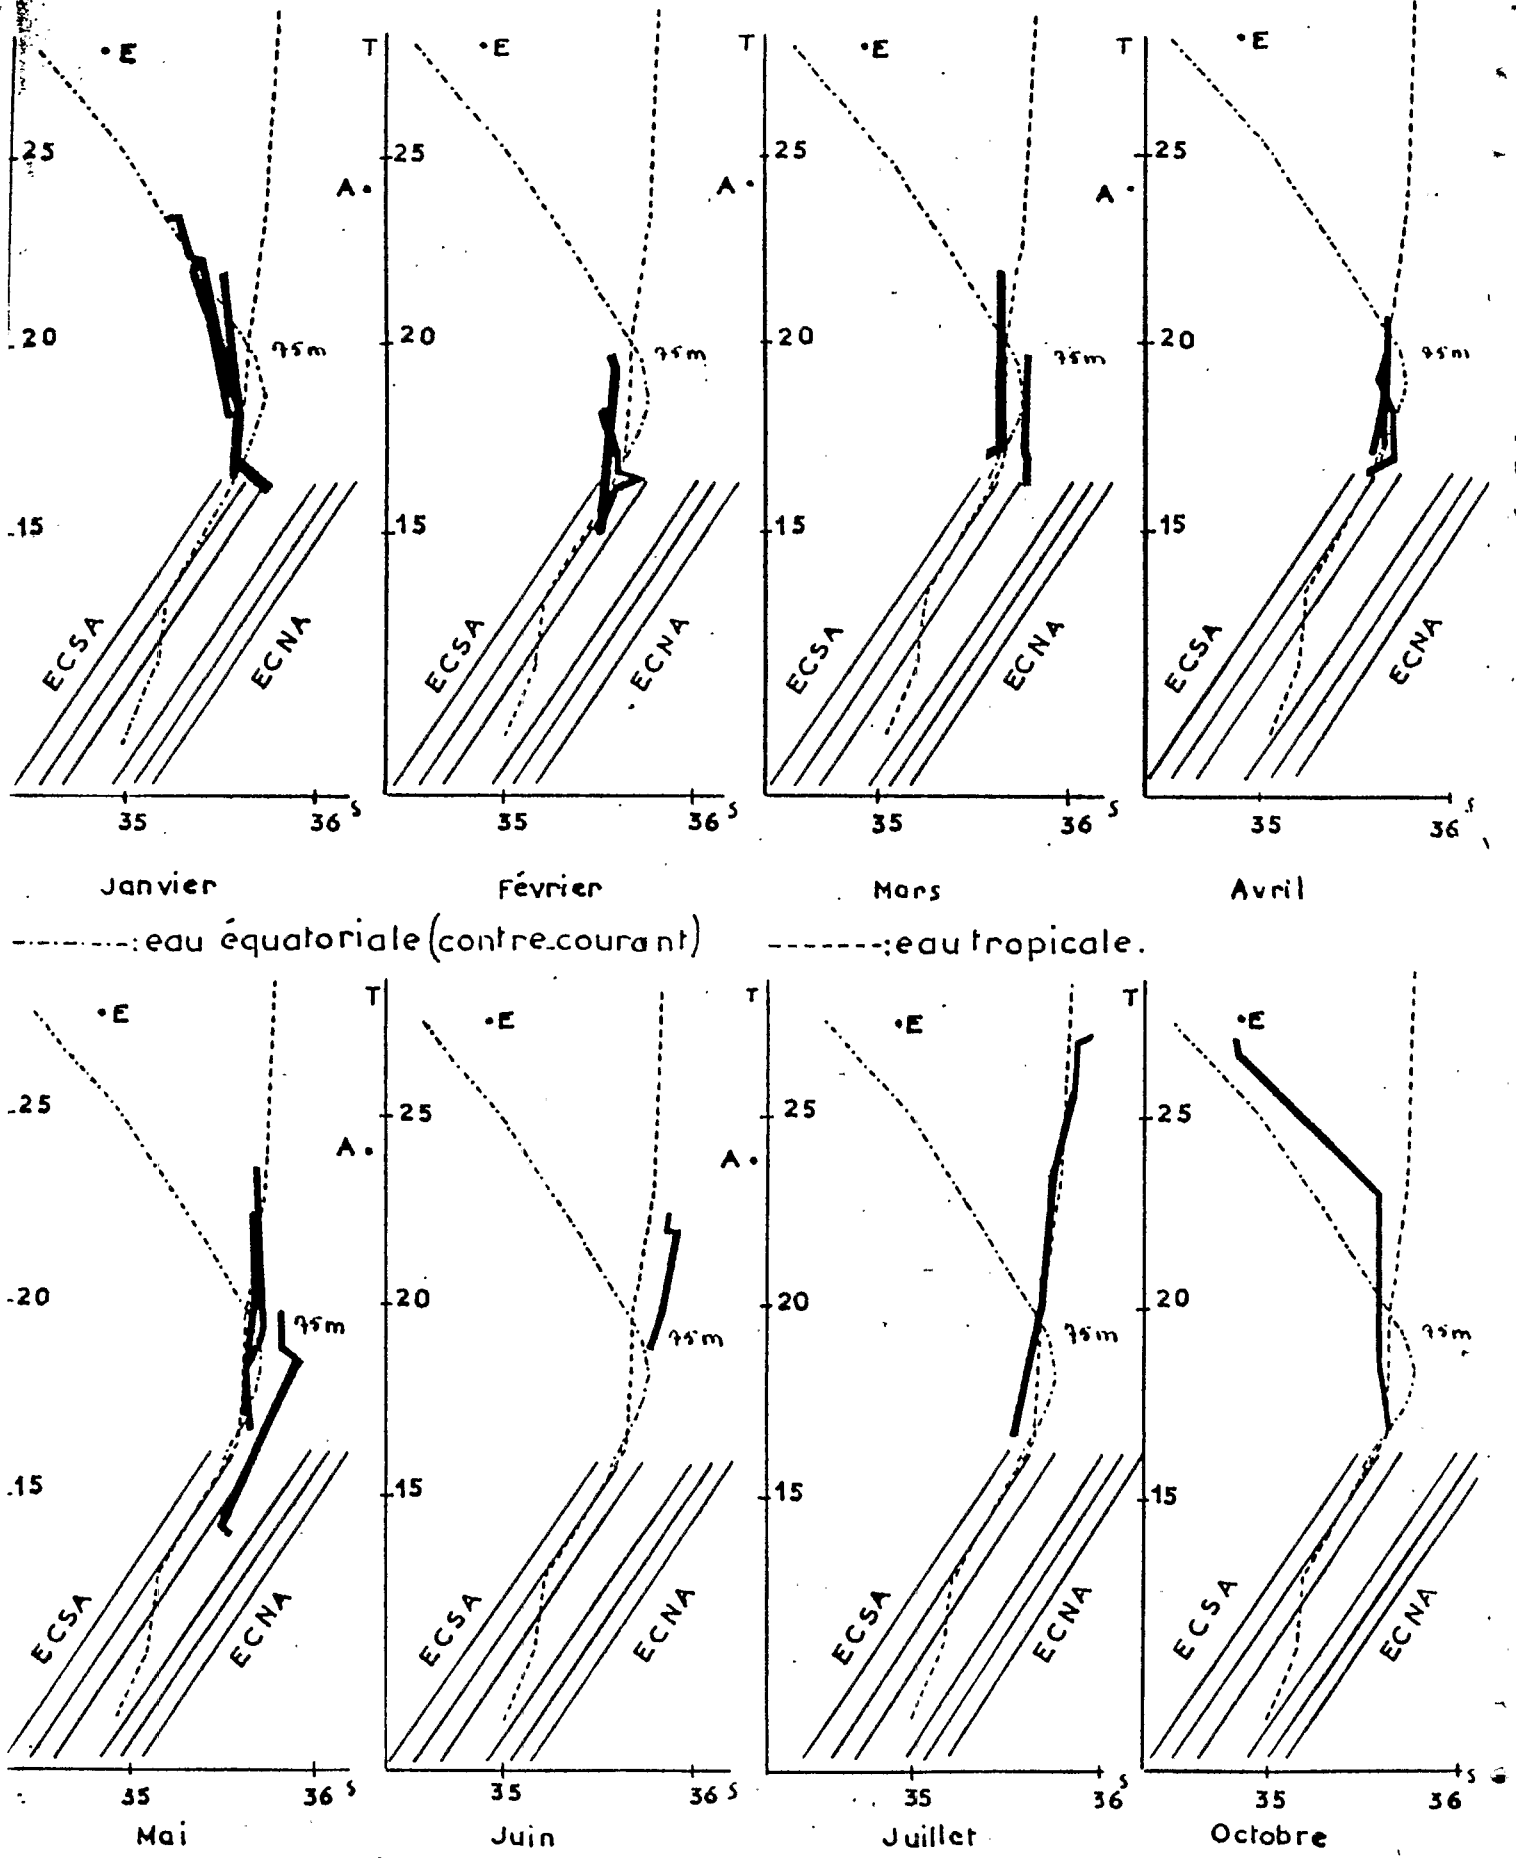 E T E T E T E
25 25 25 25
A A A
20 20 20 20
75m 75m 75m 75m
15 15 15 15
ECSA ECNA ECSA ECNA ECSA ECNA ECSA ECNA
S S S S
35 36 35 36 35 36 35 36
Janvier Février Mars Avril
:eau équatoriale (contre-courant) :eau tropicale.
E T E T E T E
25 25 25 25
A A
20 20 20 20
75m 75m 75m 75m
15 15 15 15
ECSA ECNA ECSA ECNA ECSA ECNA ECSA ECNA
S S S S
35 36 35 36 35 36 35 36
Mai Juin Juillet Octobre